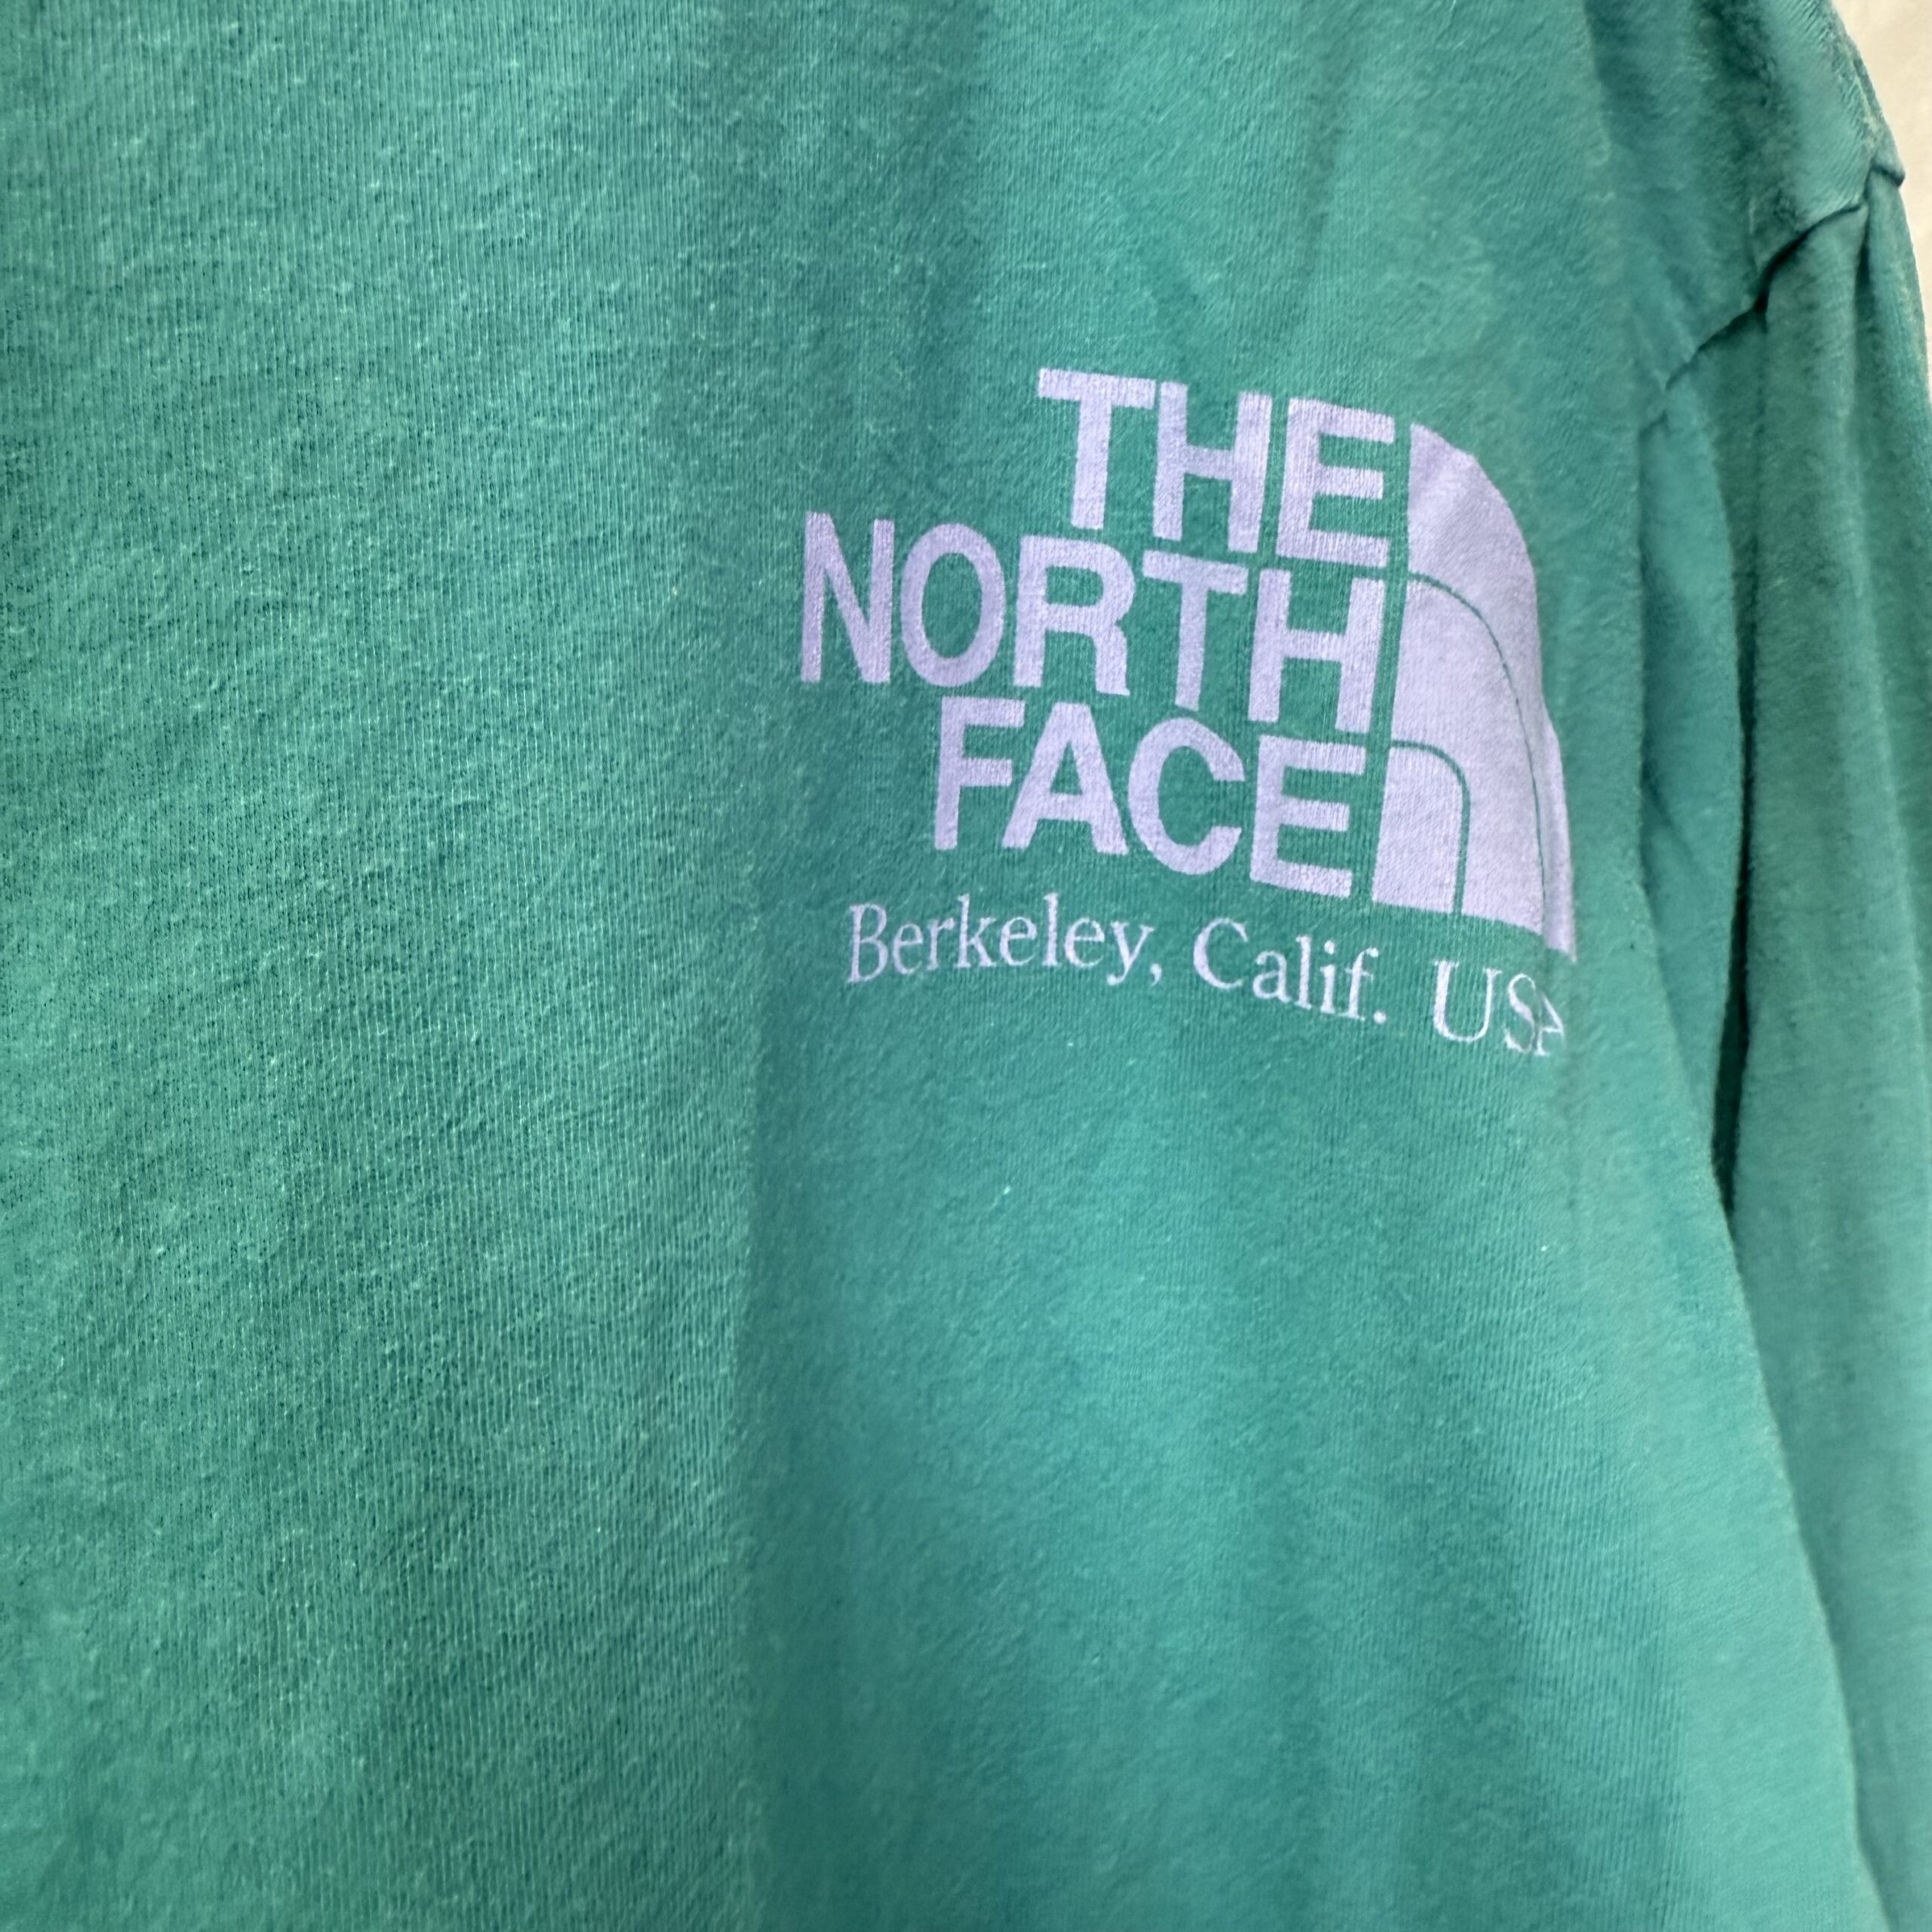 THE
NORTH
FACE
Berkeley, Calif. USA